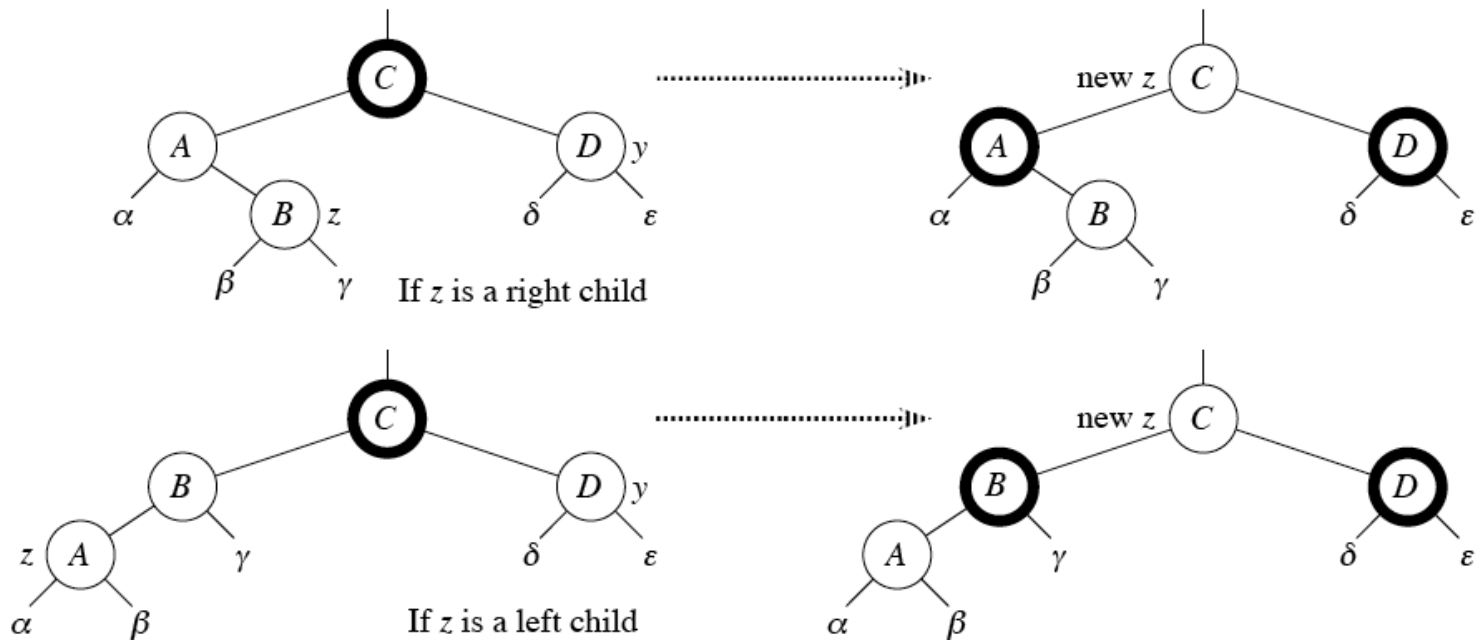 C
new z C
A
D y
A
D
α
B z
δ
ε
α
B
δ
ε
β
γ
If z is a right child
β
γ
C
new z C
B
D y
B
D
z A
γ
δ
ε
A
γ
δ
ε
α
β
If z is a left child
α
β